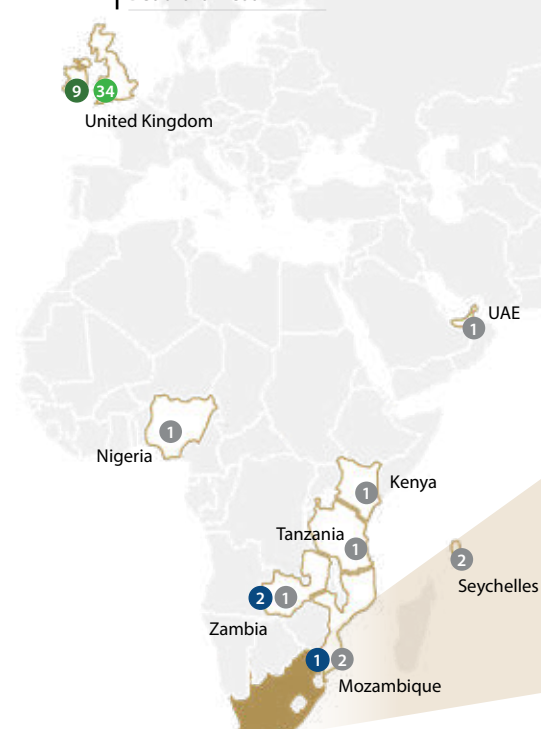 9 34
United Kingdom
UAE
1
1
Nigeria
Kenya
1
Tanzania
1
2
Seychelles
2 1
Zambia
1 2
Mozambique